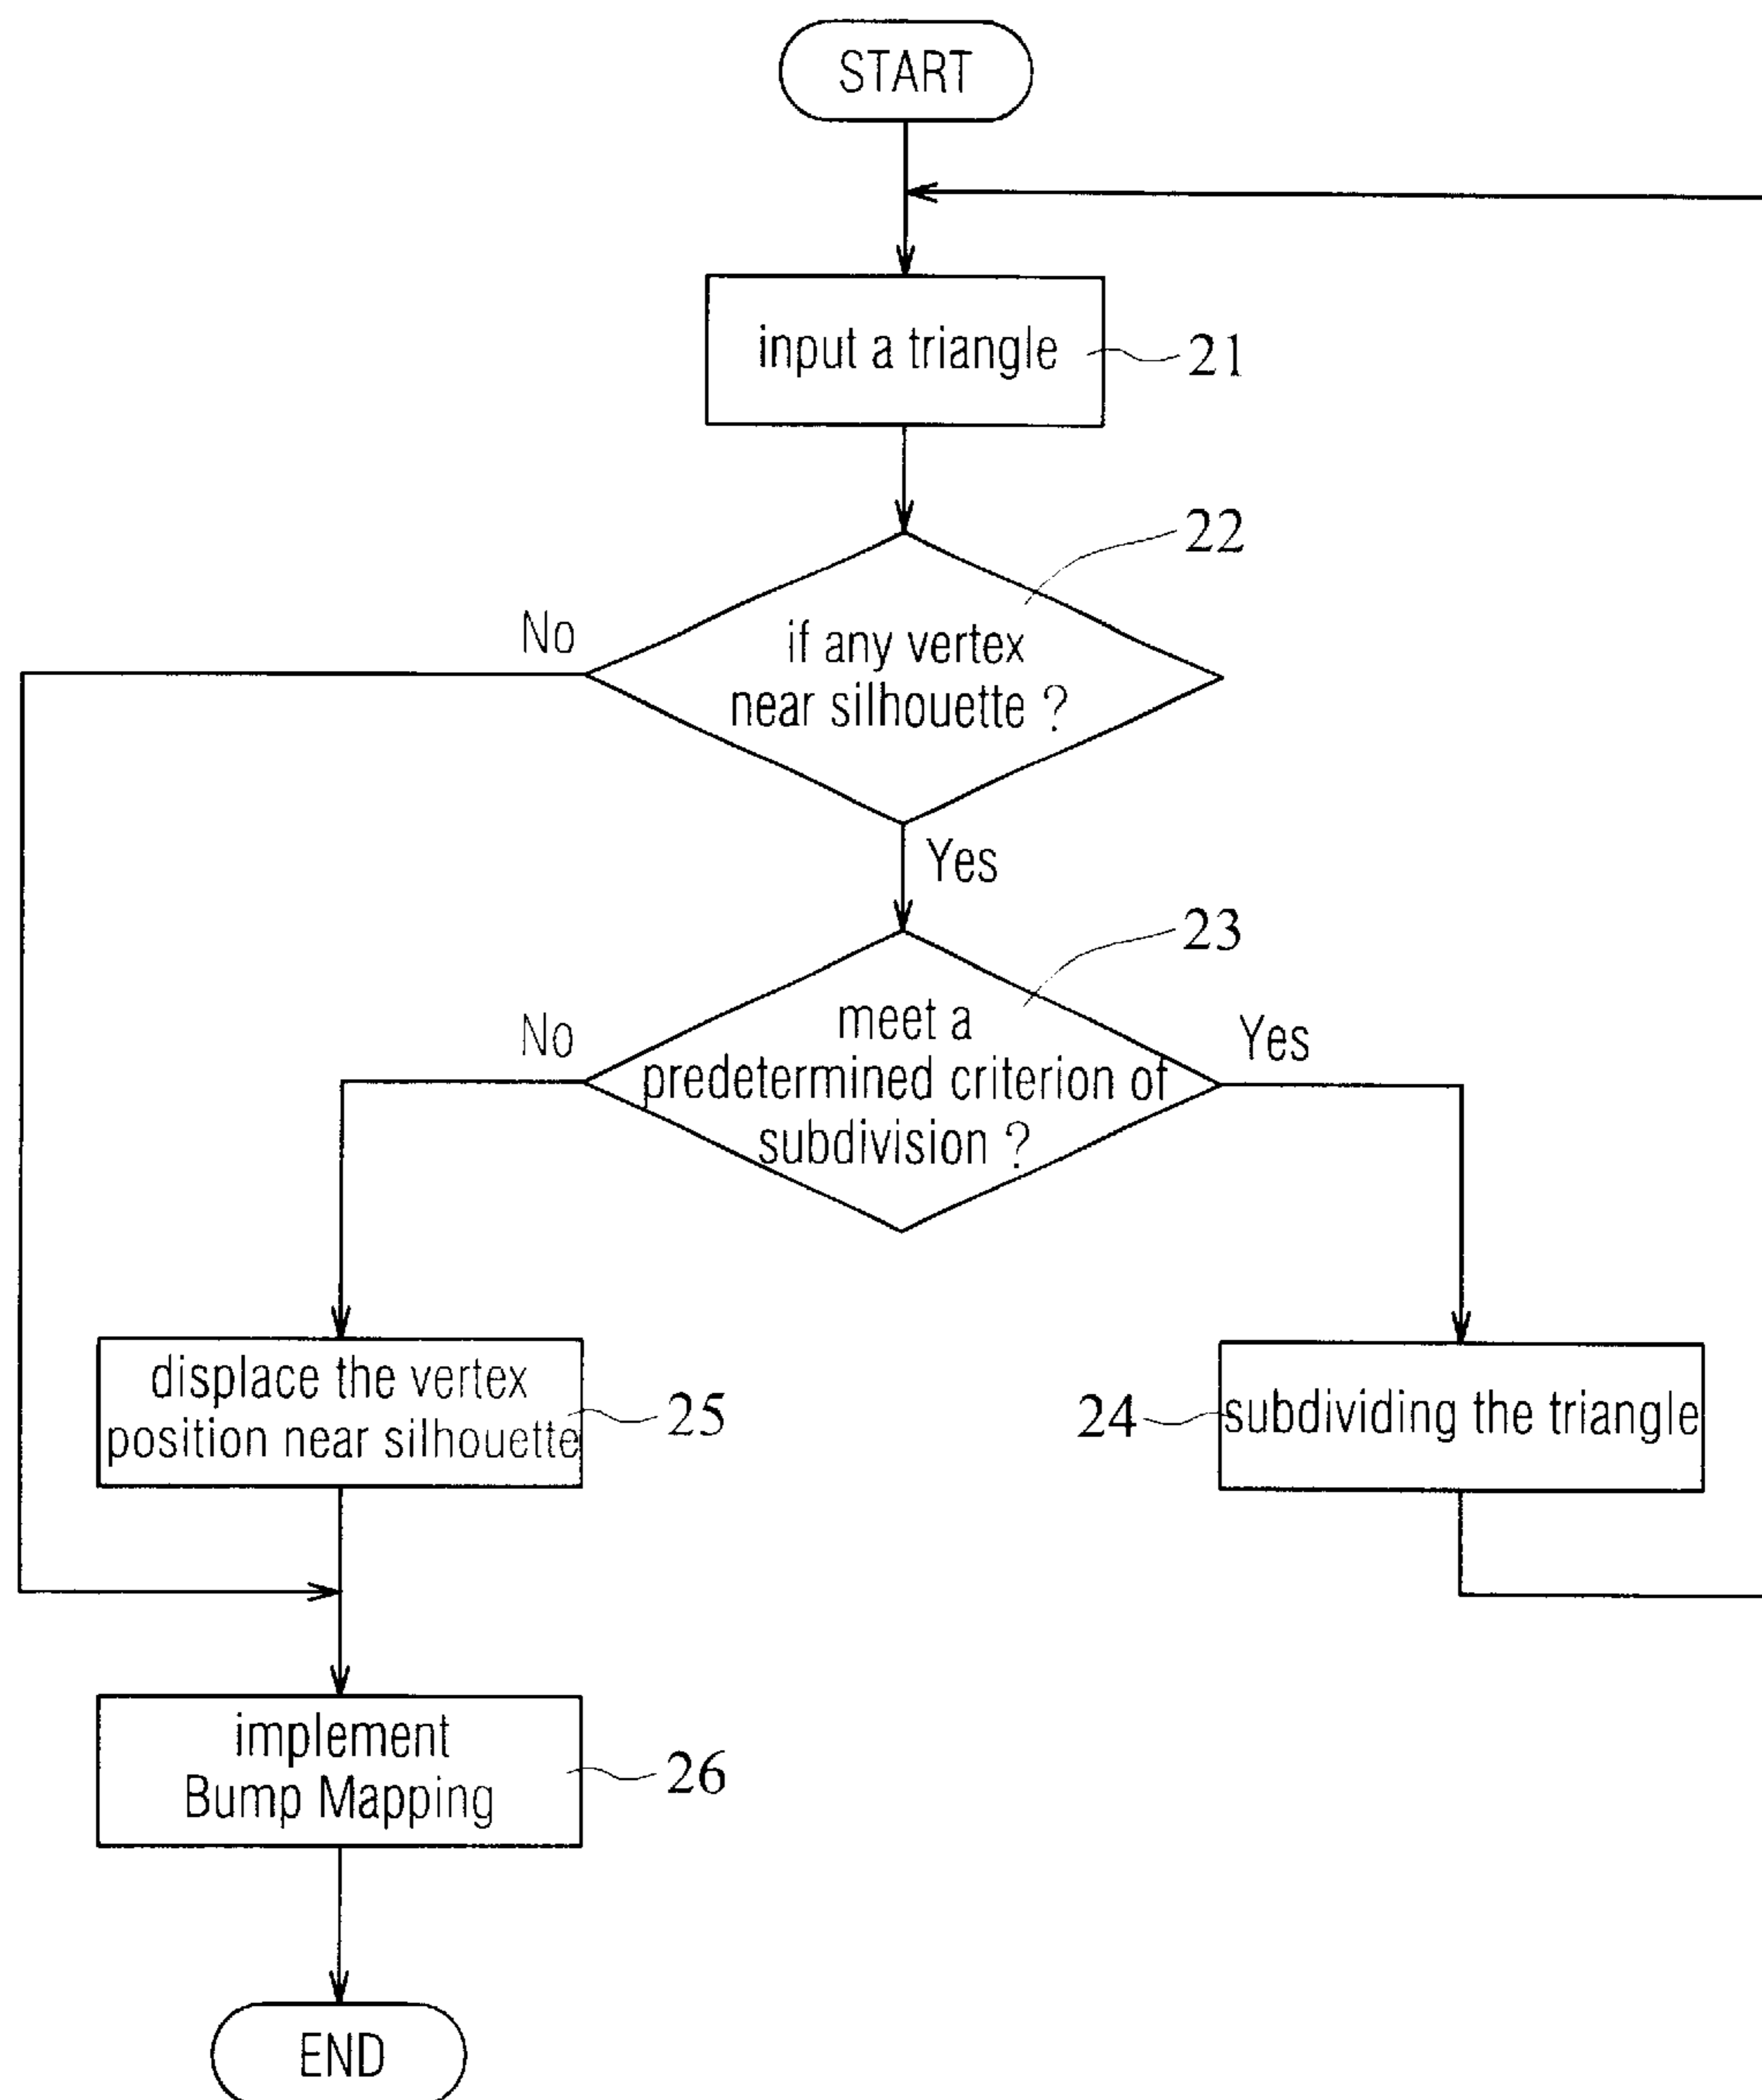 START
input a triangle
21
22
No
if any vertex
near silhouette ?
Yes
23
No
meet a
predetermined criterion of
subdivision ?
Yes
displace the vertex
position near silhouette
25
24
subdividing the triangle
implement
Bump Mapping
26
END